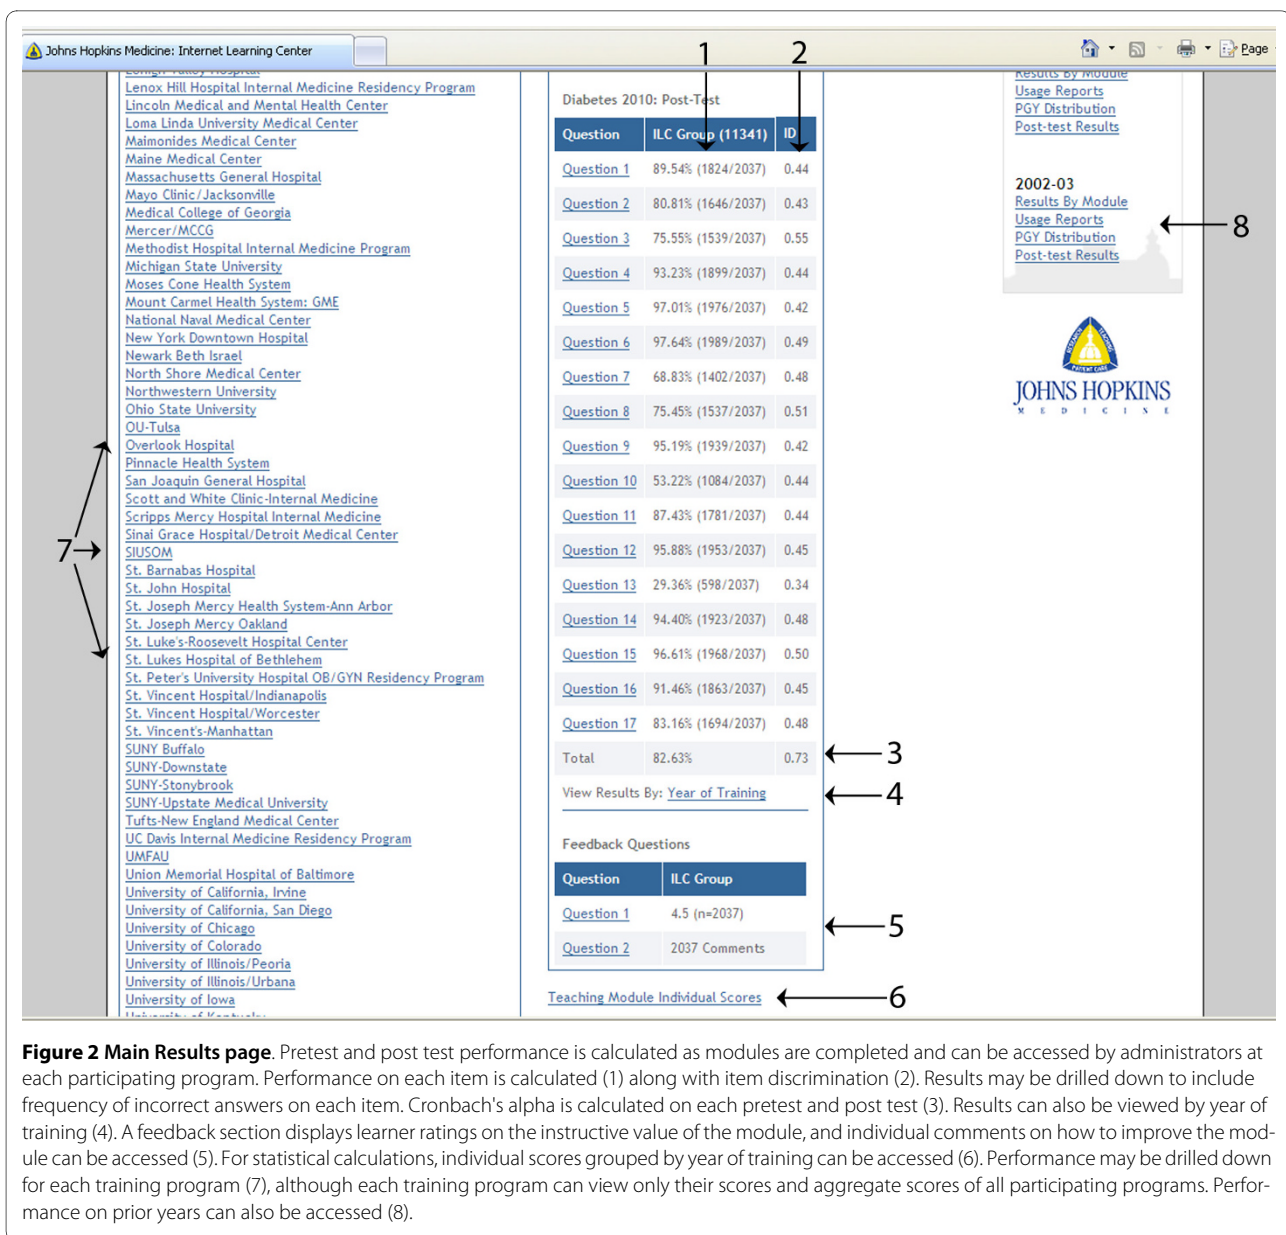 Johns Hopkins Medicine: Internet Learning Center
Page
1
2
Lehigh Valley Hospital
Lenox Hill Hospital Internal Medicine Residency Program
Lincoln Medical and Mental Health Center
Loma Linda University Medical Center
Maimonides Medical Center
Maine Medical Center
Massachusetts General Hospital
Mayo Clinic/Jacksonville
Medical College of Georgia
Mercer/MCCG
Methodist Hospital Internal Medicine Program
Michigan State University
Moses Cone Health System
Mount Carmel Health System: GME
National Naval Medical Center
New York Downtown Hospital
Newark Beth Israel
North Shore Medical Center
Northwestern University
Ohio State University
OU-Tulsa
Overlook Hospital
Pinnacle Health System
San Joaquin General Hospital
Scott and White Clinic-Internal Medicine
Scripps Mercy Hospital Internal Medicine
Sinai Grace Hospital/Detroit Medical Center
7
SIUSOM
St. Barnabas Hospital
St. John Hospital
St. Joseph Mercy Health System-Ann Arbor
St. Joseph Mercy Oakland
St. Luke's-Roosevelt Hospital Center
St. Lukes Hospital of Bethlehem
St. Peter's University Hospital OB/GYN Residency Program
St. Vincent Hospital/Indianapolis
St. Vincent Hospital/Worcester
St. Vincent's-Manhattan
SUNY Buffalo
SUNY-Downstate
SUNY-Stonybrook
SUNY-Upstate Medical University
Tufts-New England Medical Center
UC Davis Internal Medicine Residency Program
UMFAU
Union Memorial Hospital of Baltimore
University of California, Irvine
University of California, San Diego
University of Chicago
University of Colorado
University of Illinois/Peoria
University of Illinois/Urbana
University of Iowa
University of Kentucky
Diabetes 2010: Post-Test
Question ILC Group (11341) ID
Question 1 89.54% (1824/2037) 0.44
Question 2 80.81% (1646/2037) 0.43
Question 3 75.55% (1539/2037) 0.55
Question 4 93.23% (1899/2037) 0.44
Question 5 97.01% (1976/2037) 0.42
Question 6 97.64% (1989/2037) 0.49
Question 7 68.83% (1402/2037) 0.48
Question 8 75.45% (1537/2037) 0.51
Question 9 95.19% (1939/2037) 0.42
Question 10 53.22% (1084/2037) 0.44
Question 11 87.43% (1781/2037) 0.44
Question 12 95.88% (1953/2037) 0.45
Question 13 29.36% (598/2037) 0.34
Question 14 94.40% (1923/2037) 0.48
Question 15 96.61% (1968/2037) 0.50
Question 16 91.46% (1863/2037) 0.45
Question 17 83.16% (1694/2037) 0.48
Total 82.63% 0.73
3
View Results By: Year of Training
4
Feedback Questions
Question ILC Group
Question 1 4.5 (n=2037)
5
Question 2 2037 Comments
Teaching Module Individual Scores
6
Results By Module
Usage Reports
PGY Distribution
Post-test Results
2002-03
Results By Module
Usage Reports
8
PGY Distribution
Post-test Results
RESEARCH TEACHING
PATIENT CARE
JOHNS HOPKINS
MEDICINE
Figure 2 Main Results page. Pretest and post test performance is calculated as modules are completed and can be accessed by administrators at
each participating program. Performance on each item is calculated (1) along with item discrimination (2). Results may be drilled down to include
frequency of incorrect answers on each item. Cronbach's alpha is calculated on each pretest and post test (3). Results can also be viewed by year of
training (4). A feedback section displays learner ratings on the instructive value of the module, and individual comments on how to improve the mod-
ule can be accessed (5). For statistical calculations, individual scores grouped by year of training can be accessed (6). Performance may be drilled down
for each training program (7), although each training program can view only their scores and aggregate scores of all participating programs. Perfor-
mance on prior years can also be accessed (8).